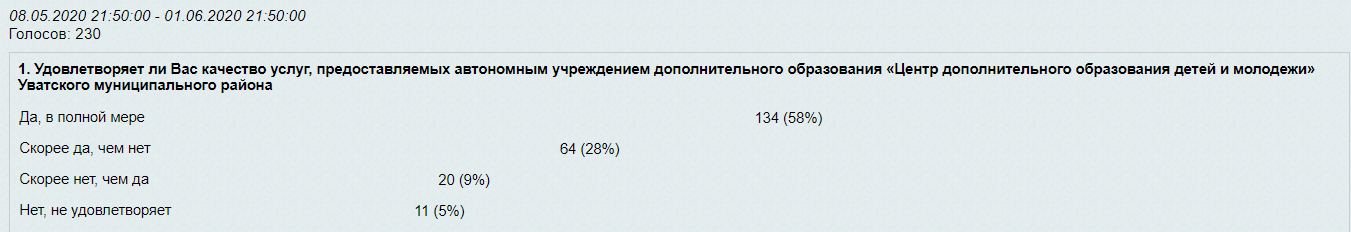 08.05.2020 21:50:00 - 01.06.2020 21:50:00
Голосов: 230
1. Удовлетворяет ли Вас качество услуг, предоставляемых автономным учреждением дополнительного образования «Центр дополнительного образования детей и молодежи»
Уватского муниципального района
Да, в полной мере 134 (58%)
Скорее да, чем нет 64 (28%)
Скорее нет, чем да 20 (9%)
Нет, не удовлетворяет 11 (5%)